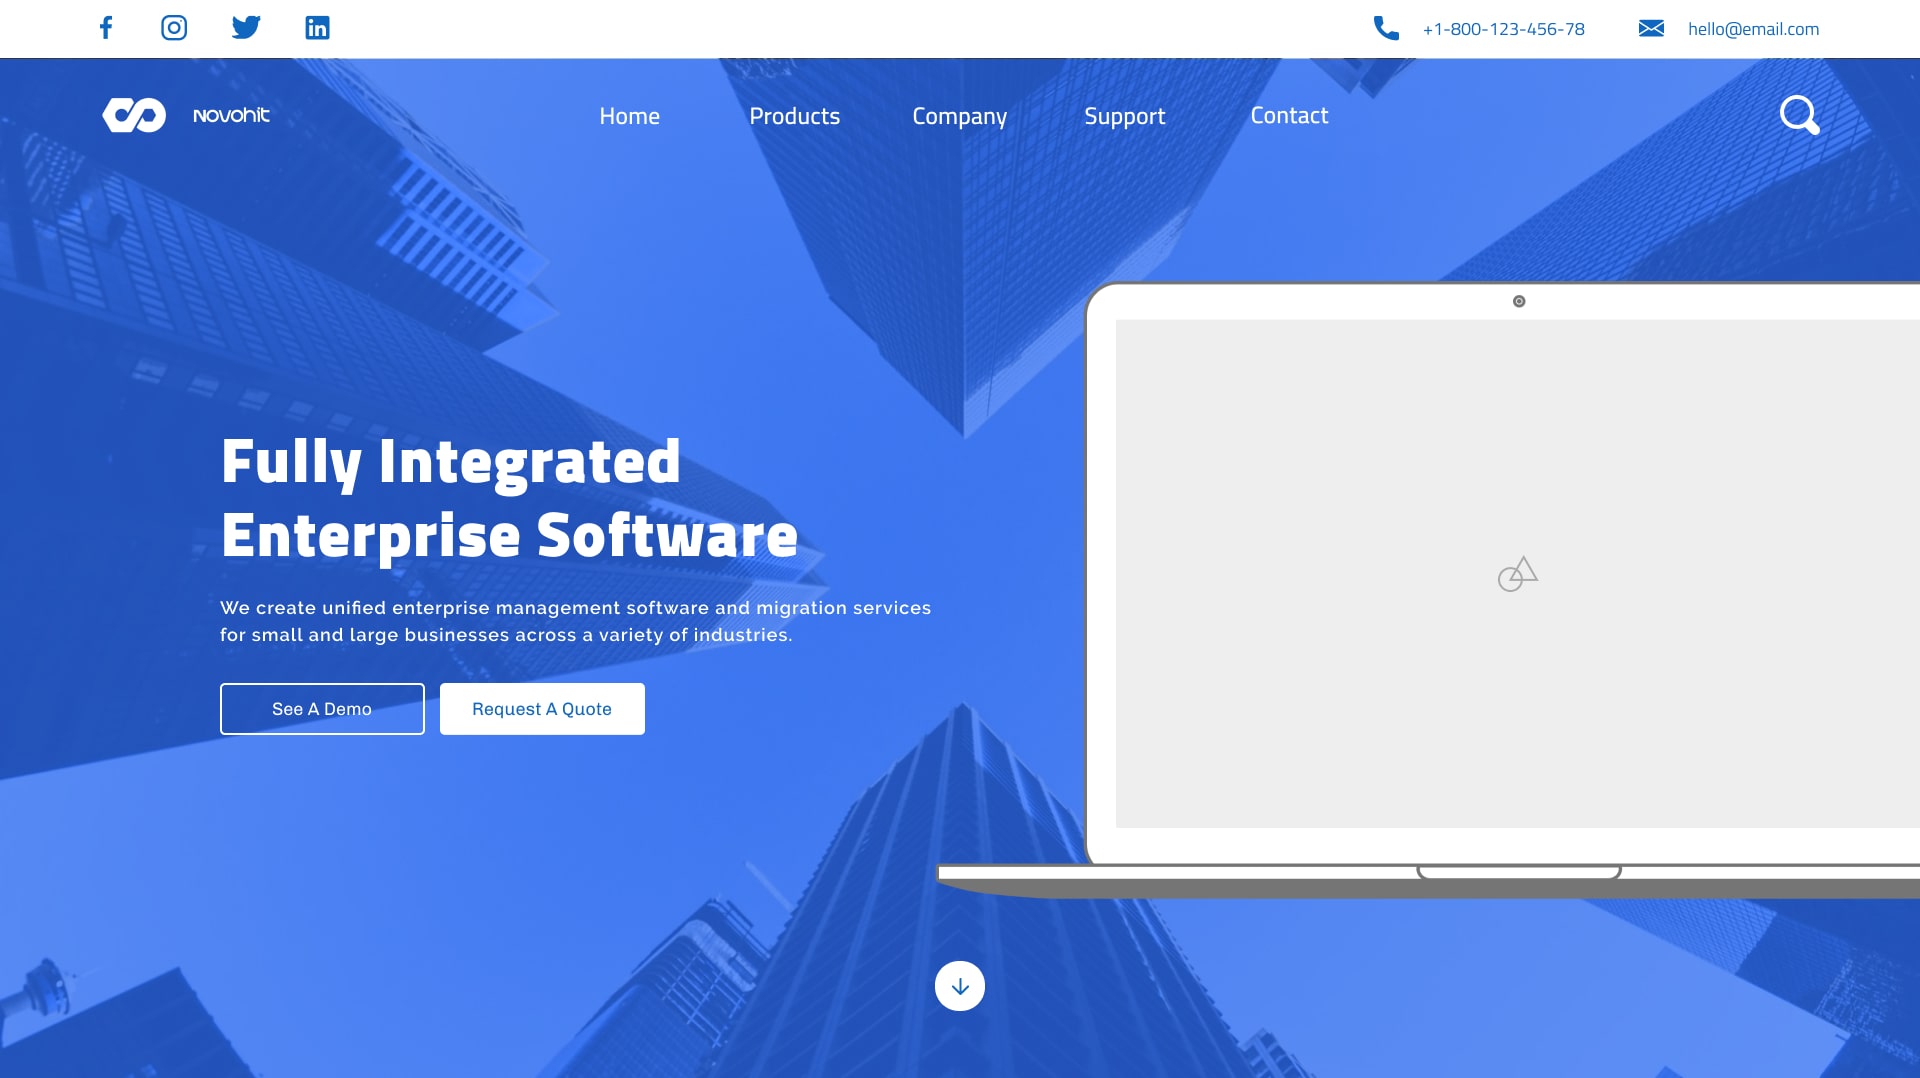 +1-800-123-456-78
hello@email.com
Novohit
Home
Products
Company
Support
Contact
Fully Integrated
Enterprise Software
We create unified enterprise management software and migration services
for small and large businesses across a variety of industries.
See A Demo
Request A Quote